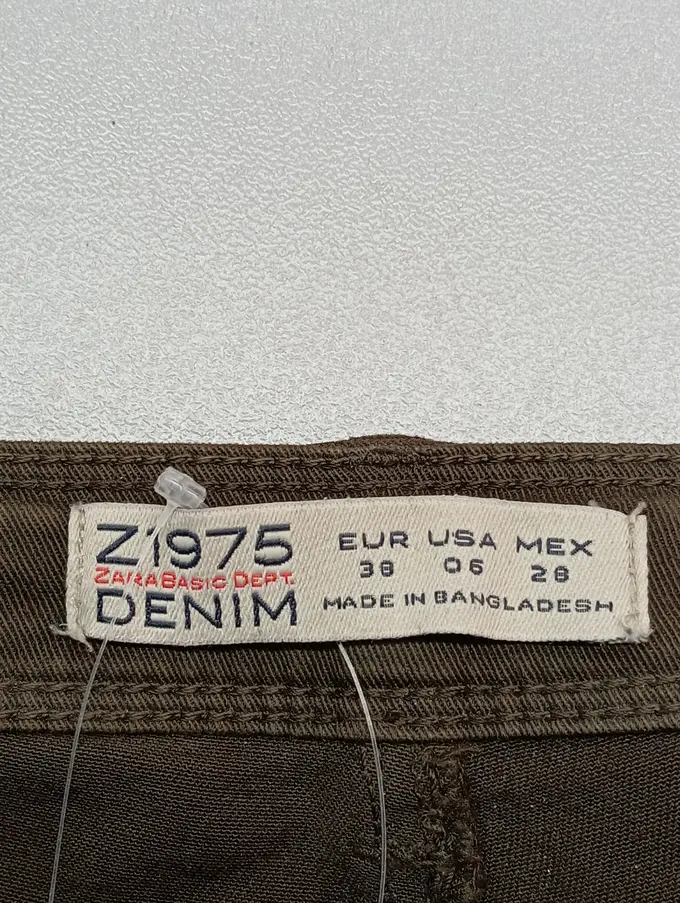 Z1975
ZARA BASIC DEPT.
DENIM
EUR USA MEX
38 06 28
MADE IN BANGLADESH